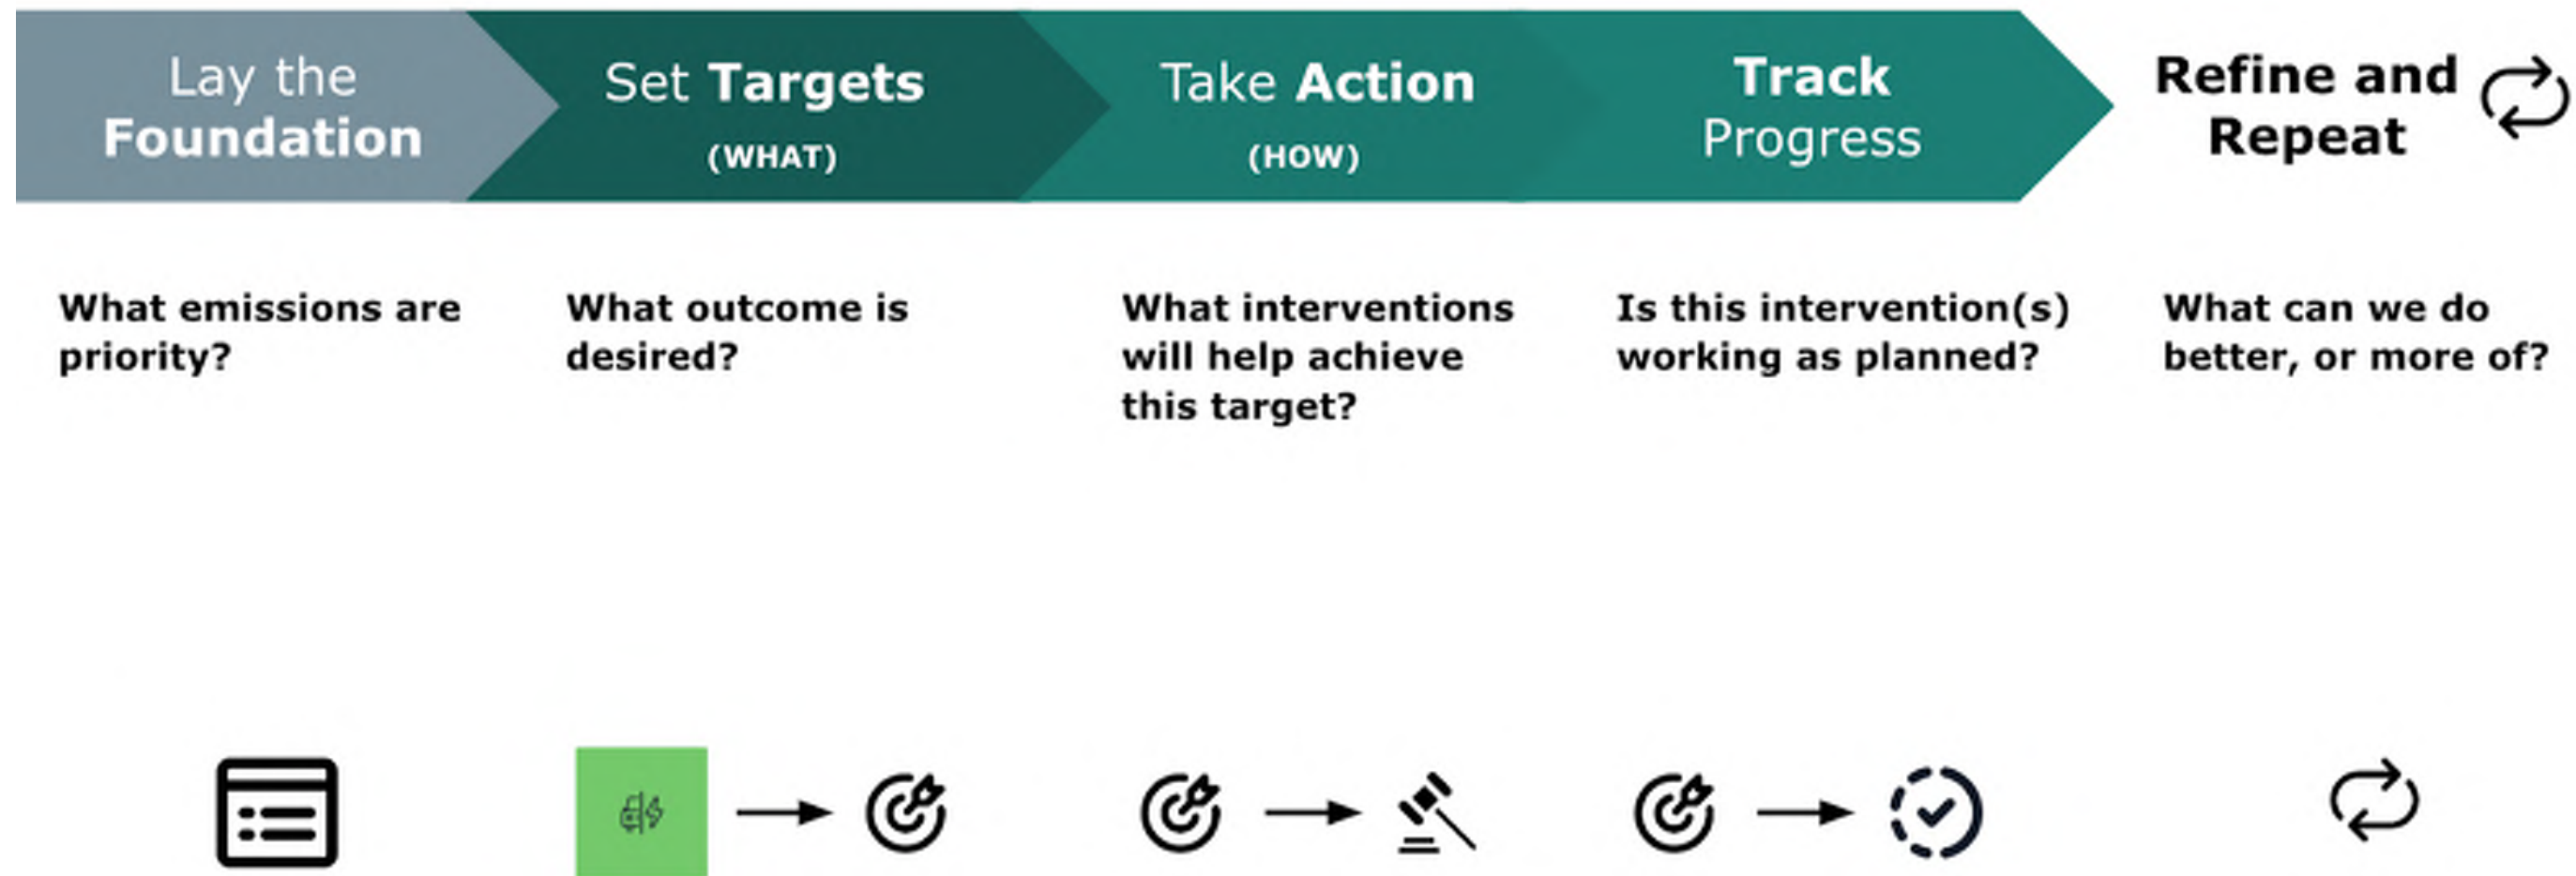 Lay the
Foundation
Set Targets
(WHAT)
Take Action
(HOW)
Track
Progress
Refine and
Repeat
What emissions are
priority?
What outcome is
desired?
What interventions
will help achieve
this target?
Is this intervention(s)
working as planned?
What can we do
better, or more of?